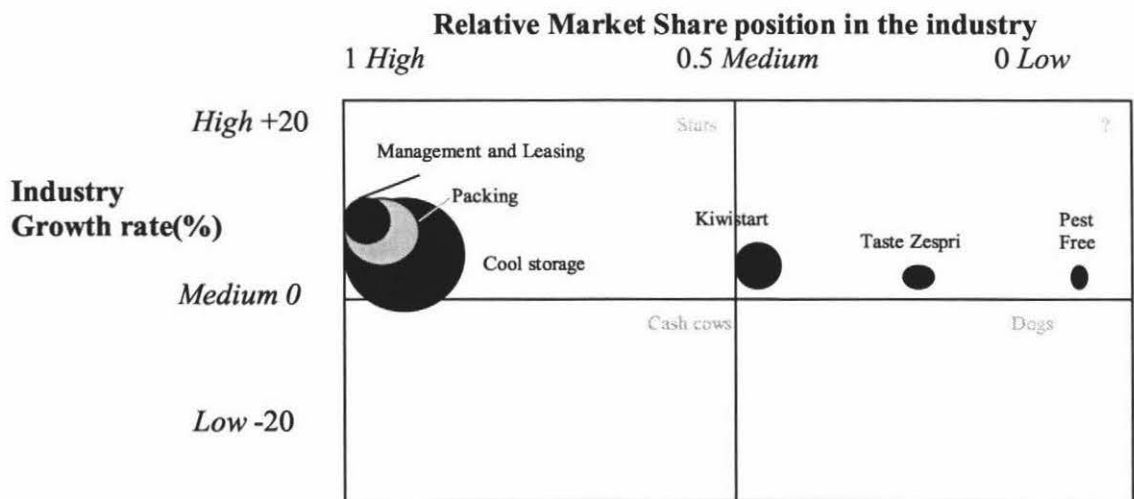 Relative Market Share position in the industry
1 High 0.5 Medium 0 Low
High +20
Stars ?
Management and Leasing
Industry
Growth rate(%)
Packing
Kiwistart
Taste Zespri
Pest
Free
Cool storage
Medium 0
Cash cows Dogs
Low -20